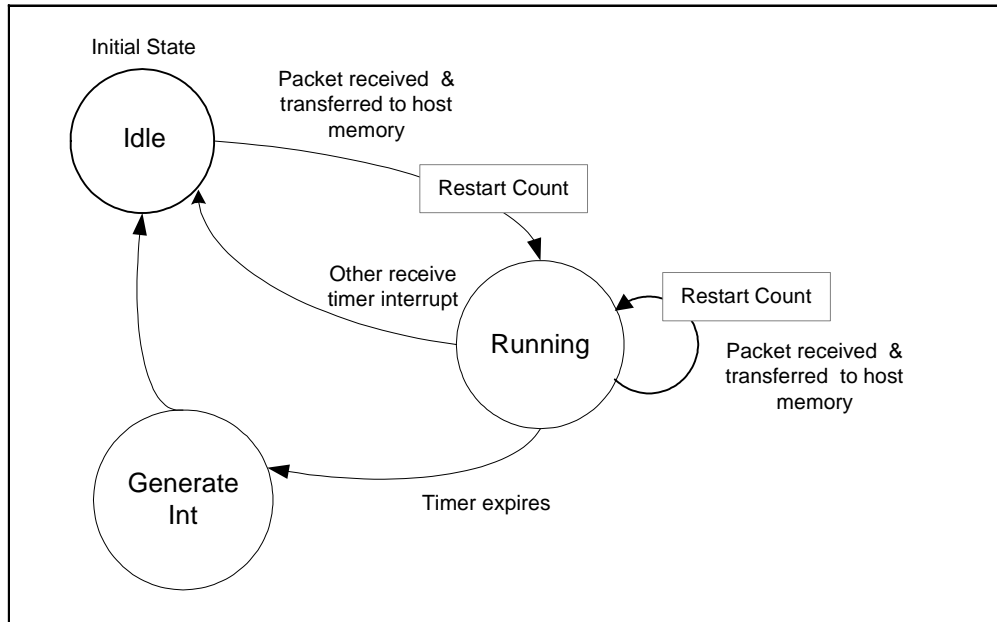 Initial State
Idle
Packet received &
transferred to host
memory
Restart Count
Other receive
timer interrupt
Running
Restart Count
Packet received &
transferred to host
memory
Generate
Int
Timer expires